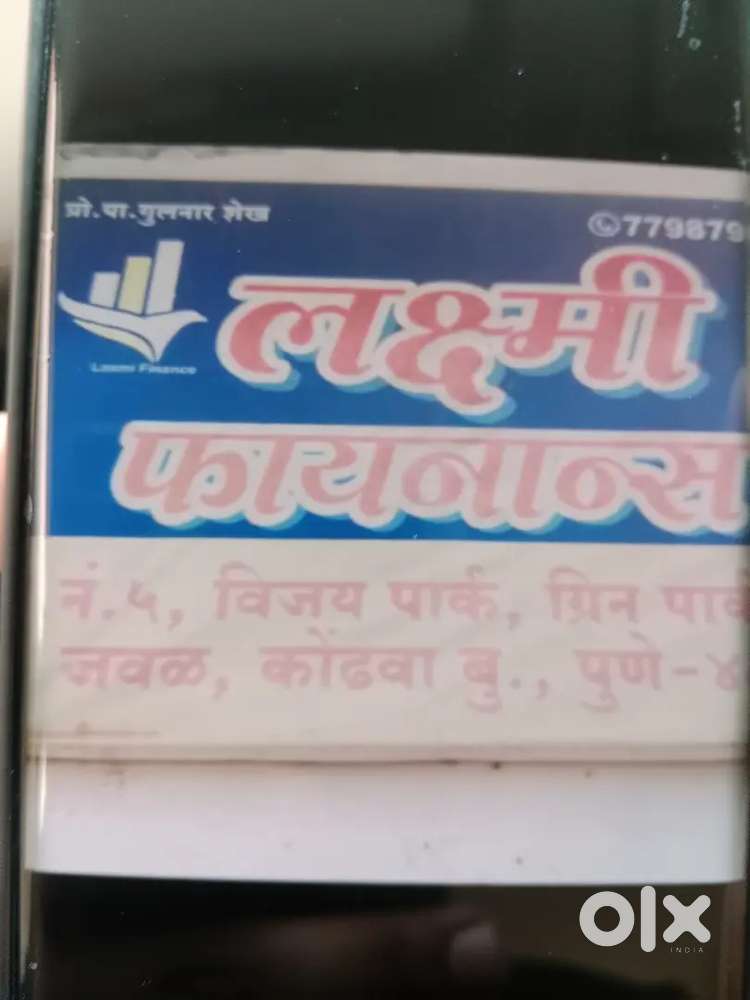 प्रो.पा.गुलनार शेख
779879
Laxmi Finance
लक्ष्मी
फायनान्स
नं.५, विजय पार्क, ग्रिन पार्क
जवळ, कोंढवा बु., पुणे-४
olx
INDIA